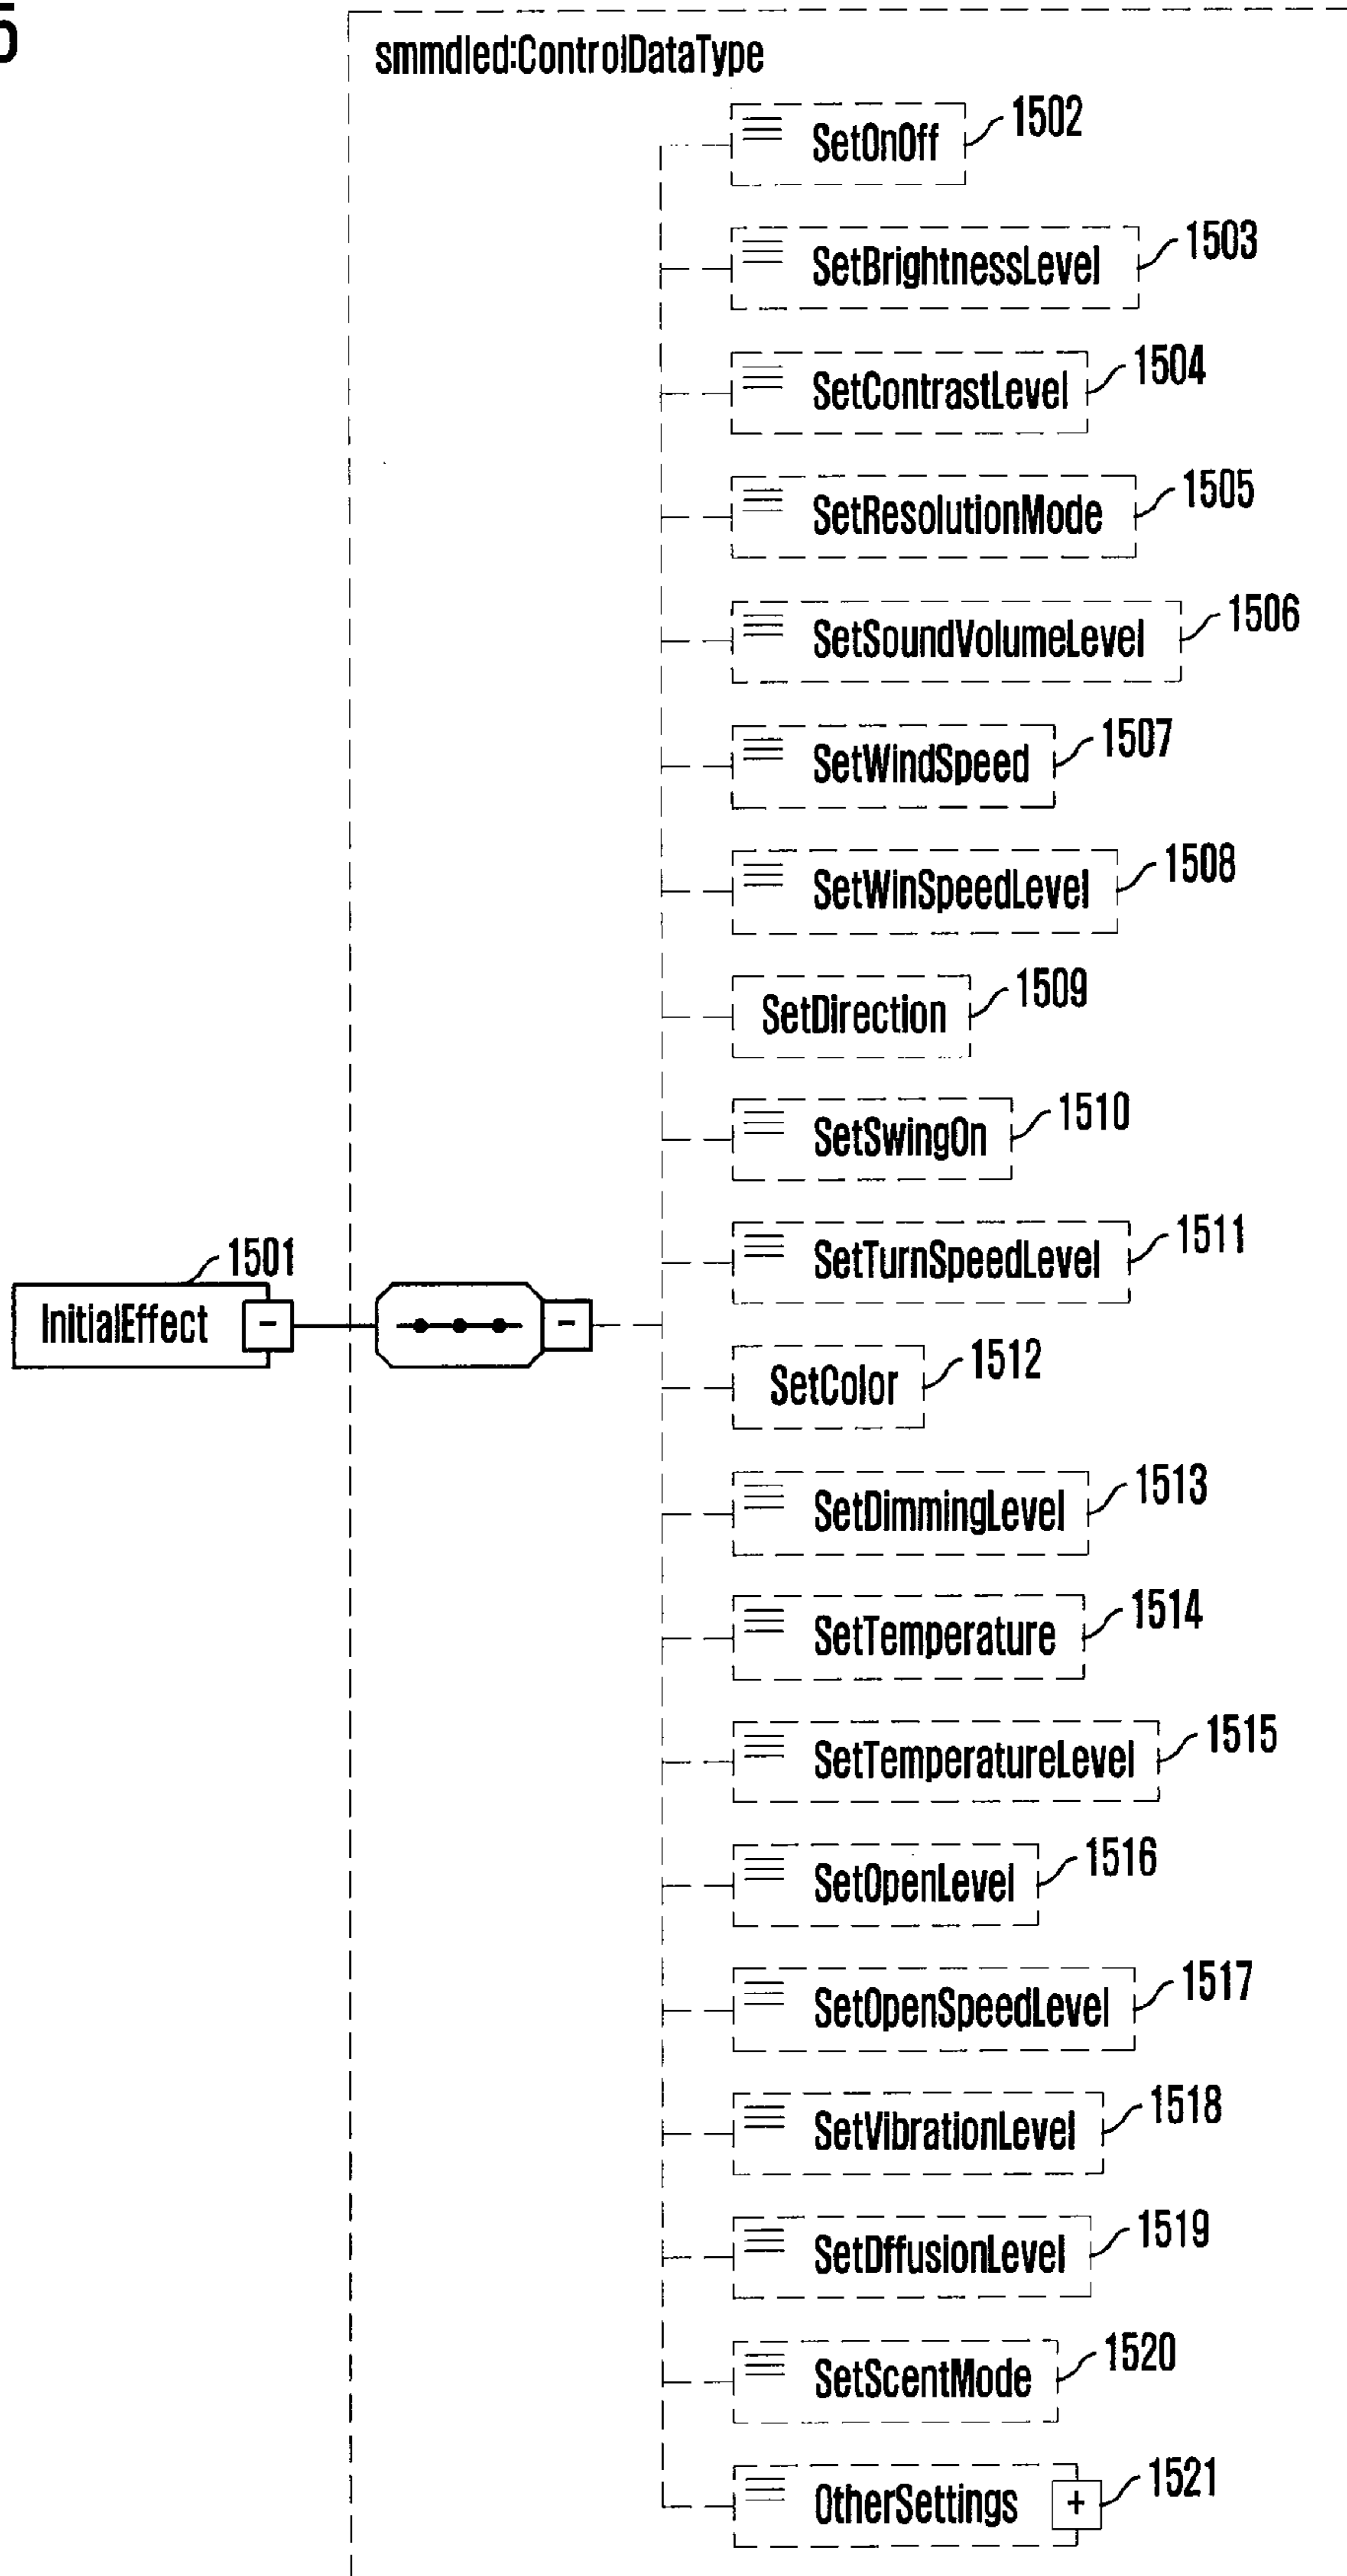 5
smmdled:ControlDataType
SetOnOff 1502
SetBrightnessLevel 1503
SetContrastLevel 1504
SetResolutionMode 1505
SetSoundVolumeLevel 1506
SetWindSpeed 1507
SetWinSpeedLevel 1508
SetDirection 1509
SetSwingOn 1510
SetTurnSpeedLevel 1511
InitialEffect - 1501
-
SetColor 1512
SetDimmingLevel 1513
SetTemperature 1514
SetTemperatureLevel 1515
SetOpenLevel 1516
SetOpenSpeedLevel 1517
SetVibrationLevel 1518
SetDffusionLevel 1519
SetScentMode 1520
OtherSettings + 1521